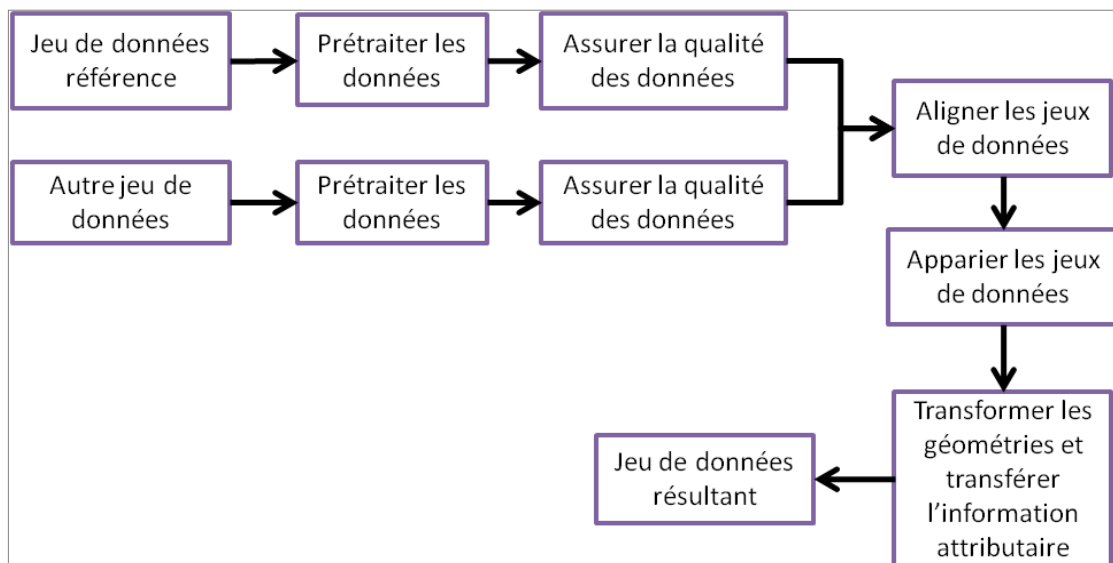 Jeu de données
référence
Prétraiter les
données
Assurer la qualité
des données
Autre jeu de
données
Prétraiter les
données
Assurer la qualité
des données
Aligner les jeux
de données
Apparier les jeux
de données
Transformer les
géométries et
transférer
l'information
attributaire
Jeu de données
résultant